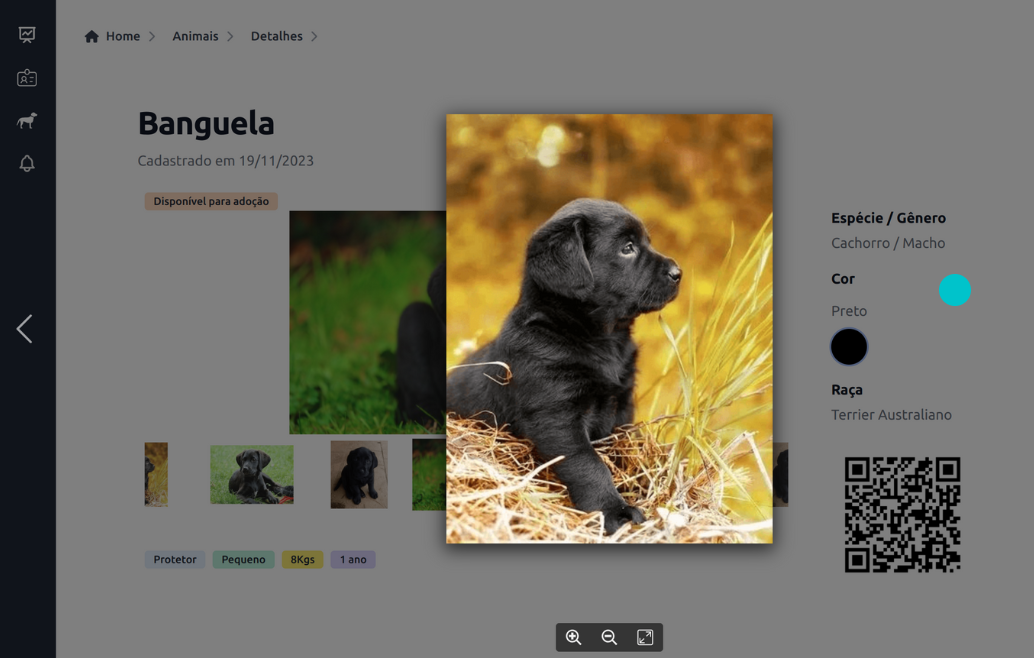 Home
Animais
Detalhes
Banguela
Cadastrado em 19/11/2023
Disponível para adoção
Espécie / Gênero
Cachorro / Macho
Cor
Preto
Raça
Terrier Australiano
Protetor
Pequeno
8Kgs
1 ano